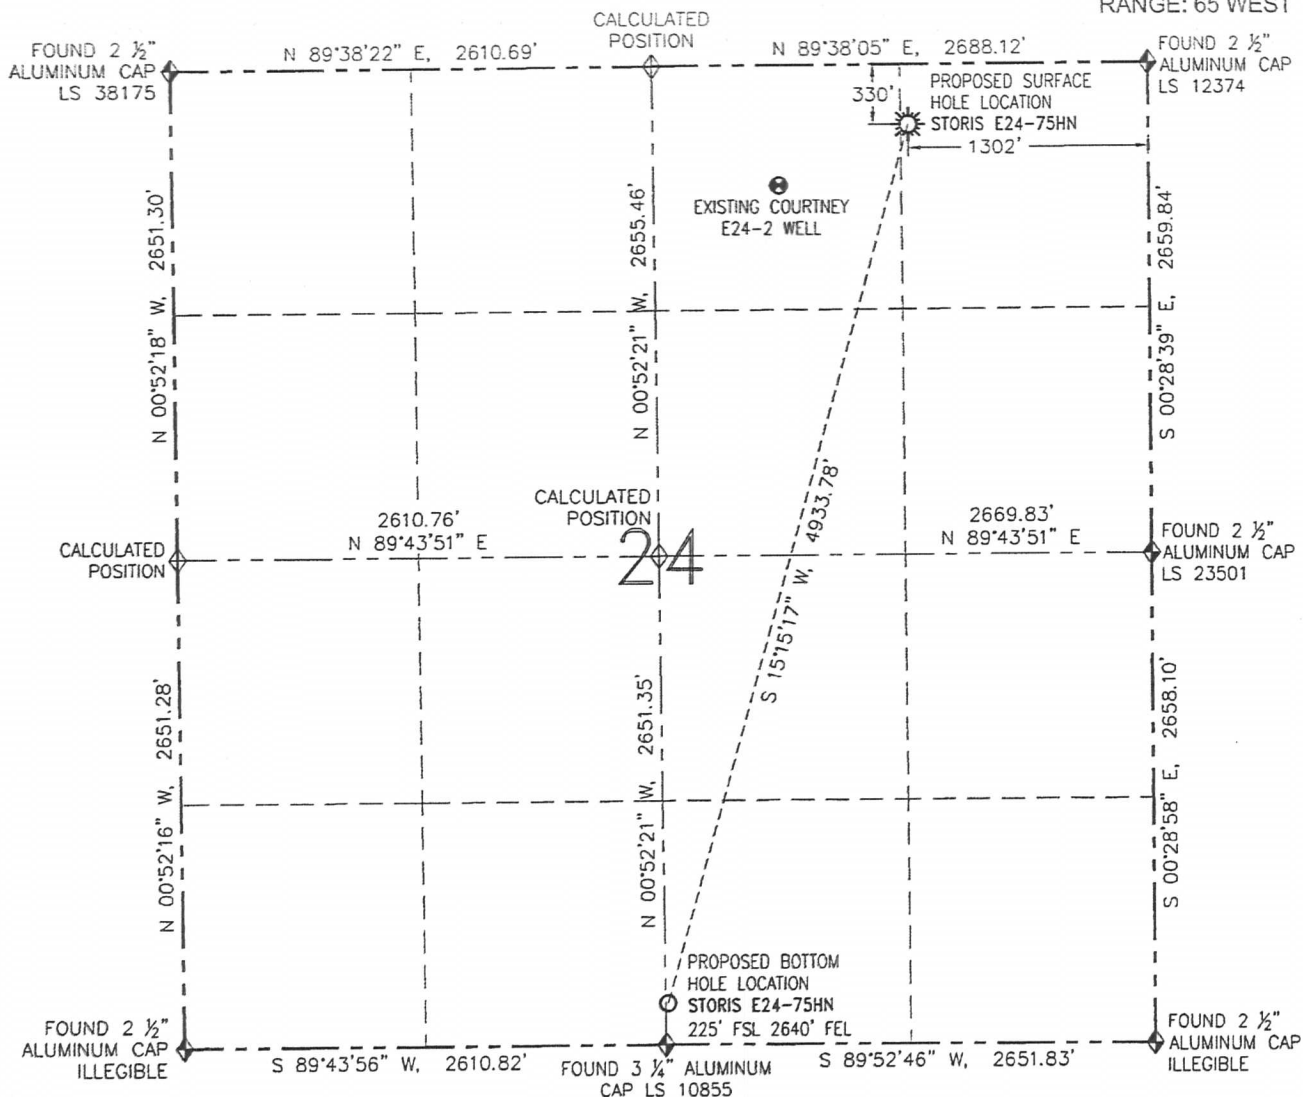 RANGE: 65 WEST
CALCULATED
POSITION
FOUND 2 ½"
ALUMINUM CAP
LS 38175
N 89°38'22" E, 2610.69'
N 89°38'05" E, 2688.12'
FOUND 2 ½"
ALUMINUM CAP
LS 12374
330'
PROPOSED SURFACE
HOLE LOCATION
STORIS E24-75HN
1302'
EXISTING COURTNEY
E24-2 WELL
N 00°52'18" W, 2651.30'
N 00°52'21" W, 2655.46'
S 00°28'39" E, 2659.84'
CALCULATED
POSITION
2610.76'
N 89°43'51" E
CALCULATED
POSITION
24
2669.83'
N 89°43'51" E
FOUND 2 ½"
ALUMINUM CAP
LS 23501
S 15°15'17" W, 4933.78'
N 00°52'16" W, 2651.28'
N 00°52'21" W, 2651.35'
S 00°28'58" E, 2658.10'
PROPOSED BOTTOM
HOLE LOCATION
STORIS E24-75HN
225' FSL 2640' FEL
FOUND 2 ½"
ALUMINUM CAP
ILLEGIBLE
S 89°43'56" W, 2610.82'
FOUND 3 ¼" ALUMINUM
CAP LS 10855
S 89°52'46" W, 2651.83'
FOUND 2 ½"
ALUMINUM CAP
ILLEGIBLE